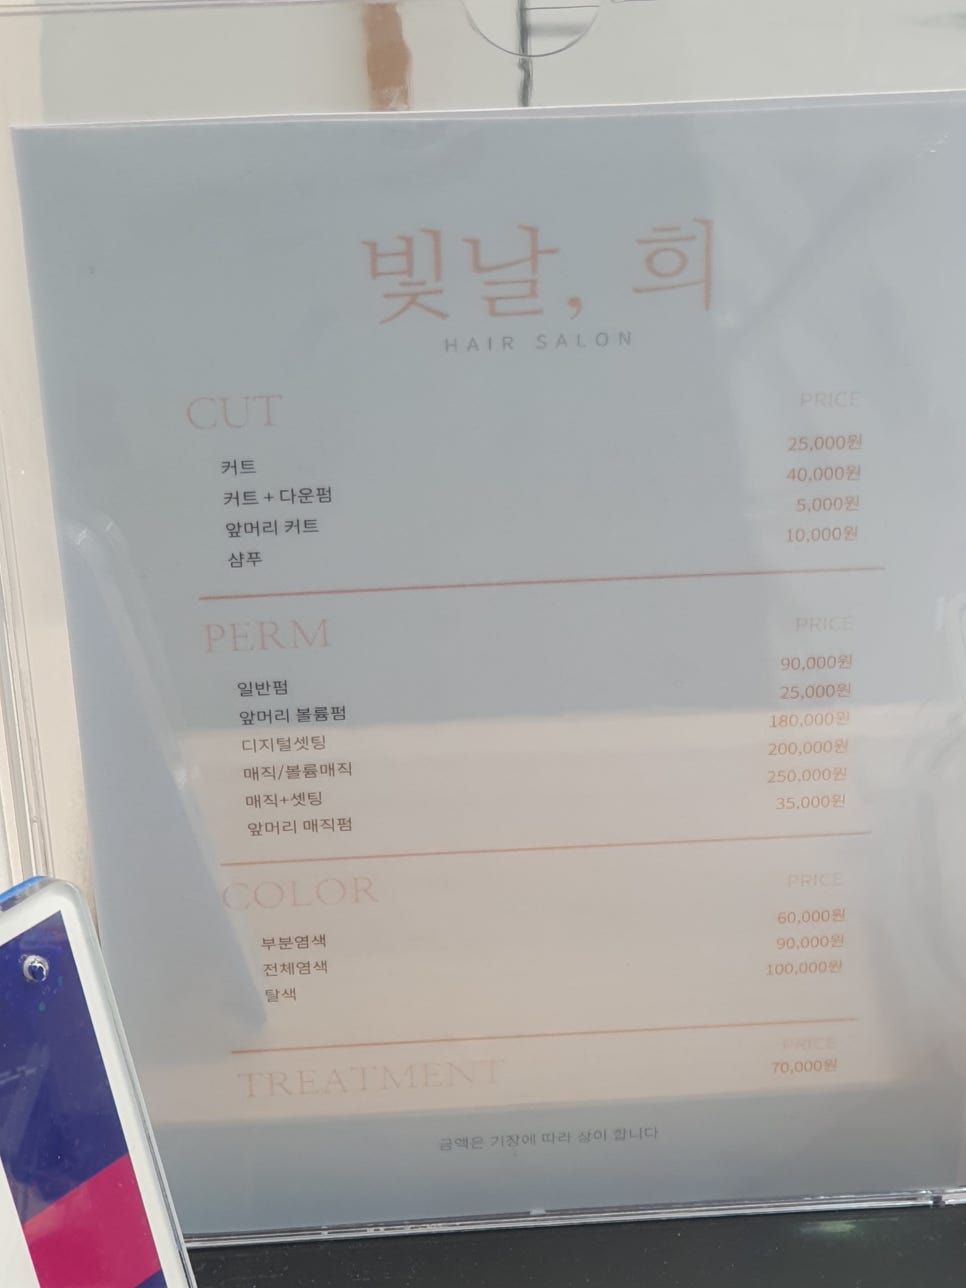 빛날, 희
HAIR SALON
CUT PRICE
커트 25,000원
커트 + 다운펌 40,000원
앞머리 커트 5,000원
샴푸 10,000원
PERM PRICE
일반펌 90,000원
앞머리 볼륨펌 25,000원
디지털셋팅 180,000원
매직/볼륨매직 200,000원
매직+셋팅 250,000원
앞머리 매직펌 35,000원
COLOR PRICE
부분염색 60,000원
전체염색 90,000원
탈색 100,000원
TREATMENT PRICE
70,000원
금액은 기장에 따라 상이 합니다